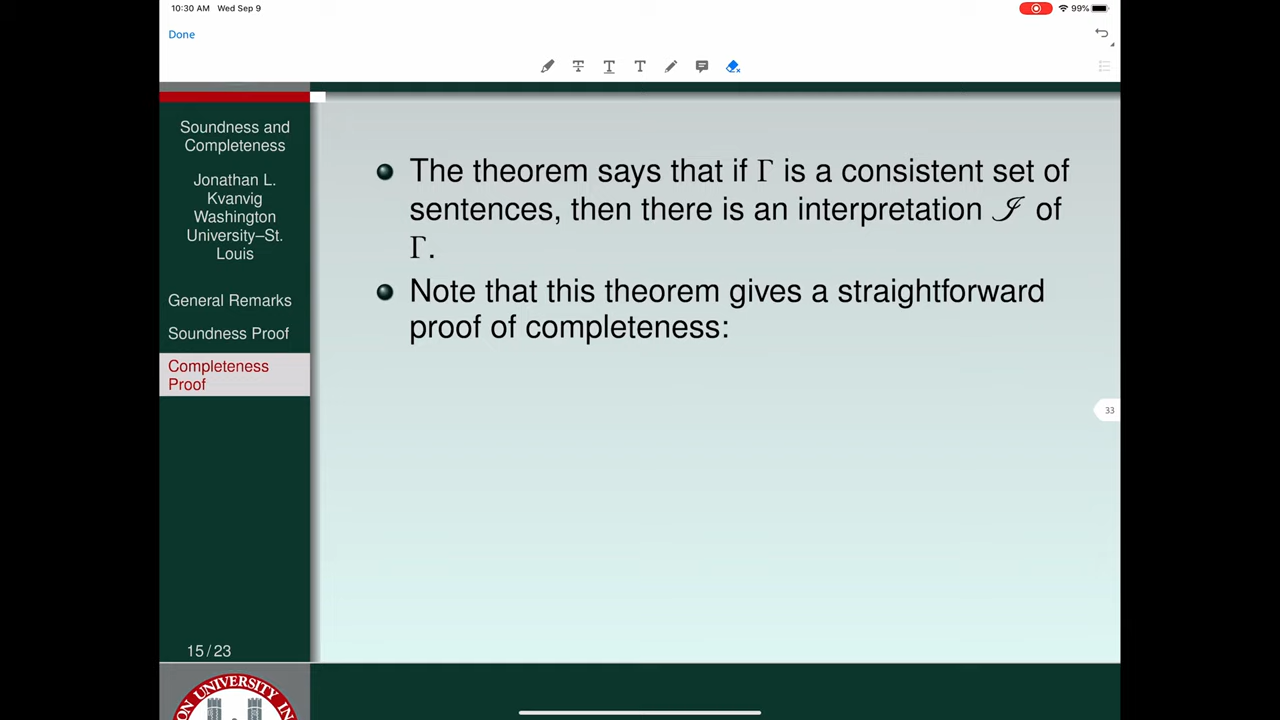 10:30 AM Wed Sep 9
99%
Done
Soundness and
Completeness
Jonathan L.
Kvanvig
Washington
University–St.
Louis
General Remarks
Soundness Proof
Completeness
Proof
15 / 23
• The theorem says that if Γ is a consistent set of
sentences, then there is an interpretation ℐ of
Γ.
• Note that this theorem gives a straightforward
proof of completeness:
33